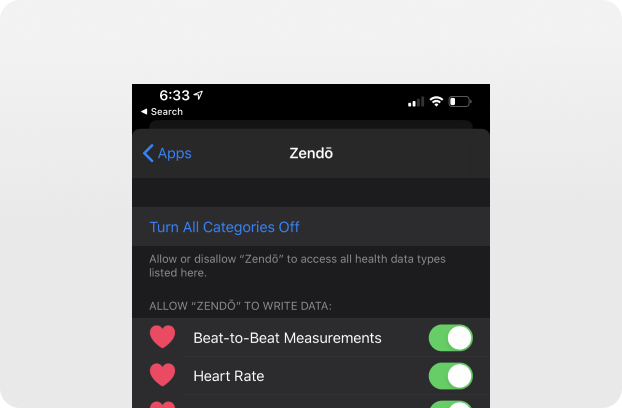 6:33
Search
Apps
Zendō
Turn All Categories Off
Allow or disallow “Zendō” to access all health data types
listed here.
ALLOW “ZENDŌ” TO WRITE DATA:
Beat-to-Beat Measurements
Heart Rate